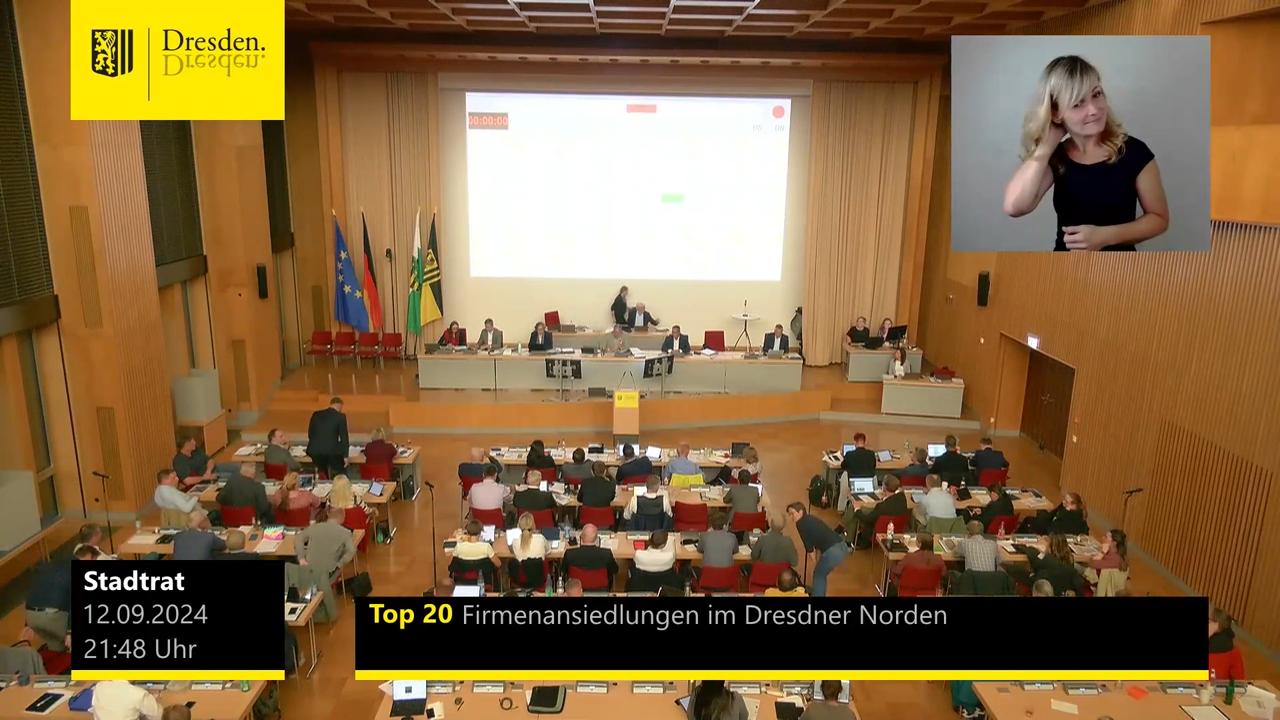 Dresden.
Dresden.
00:00:00
Stadtrat
12.09.2024
21:48 Uhr
Top 20 Firmenansiedlungen im Dresdner Norden